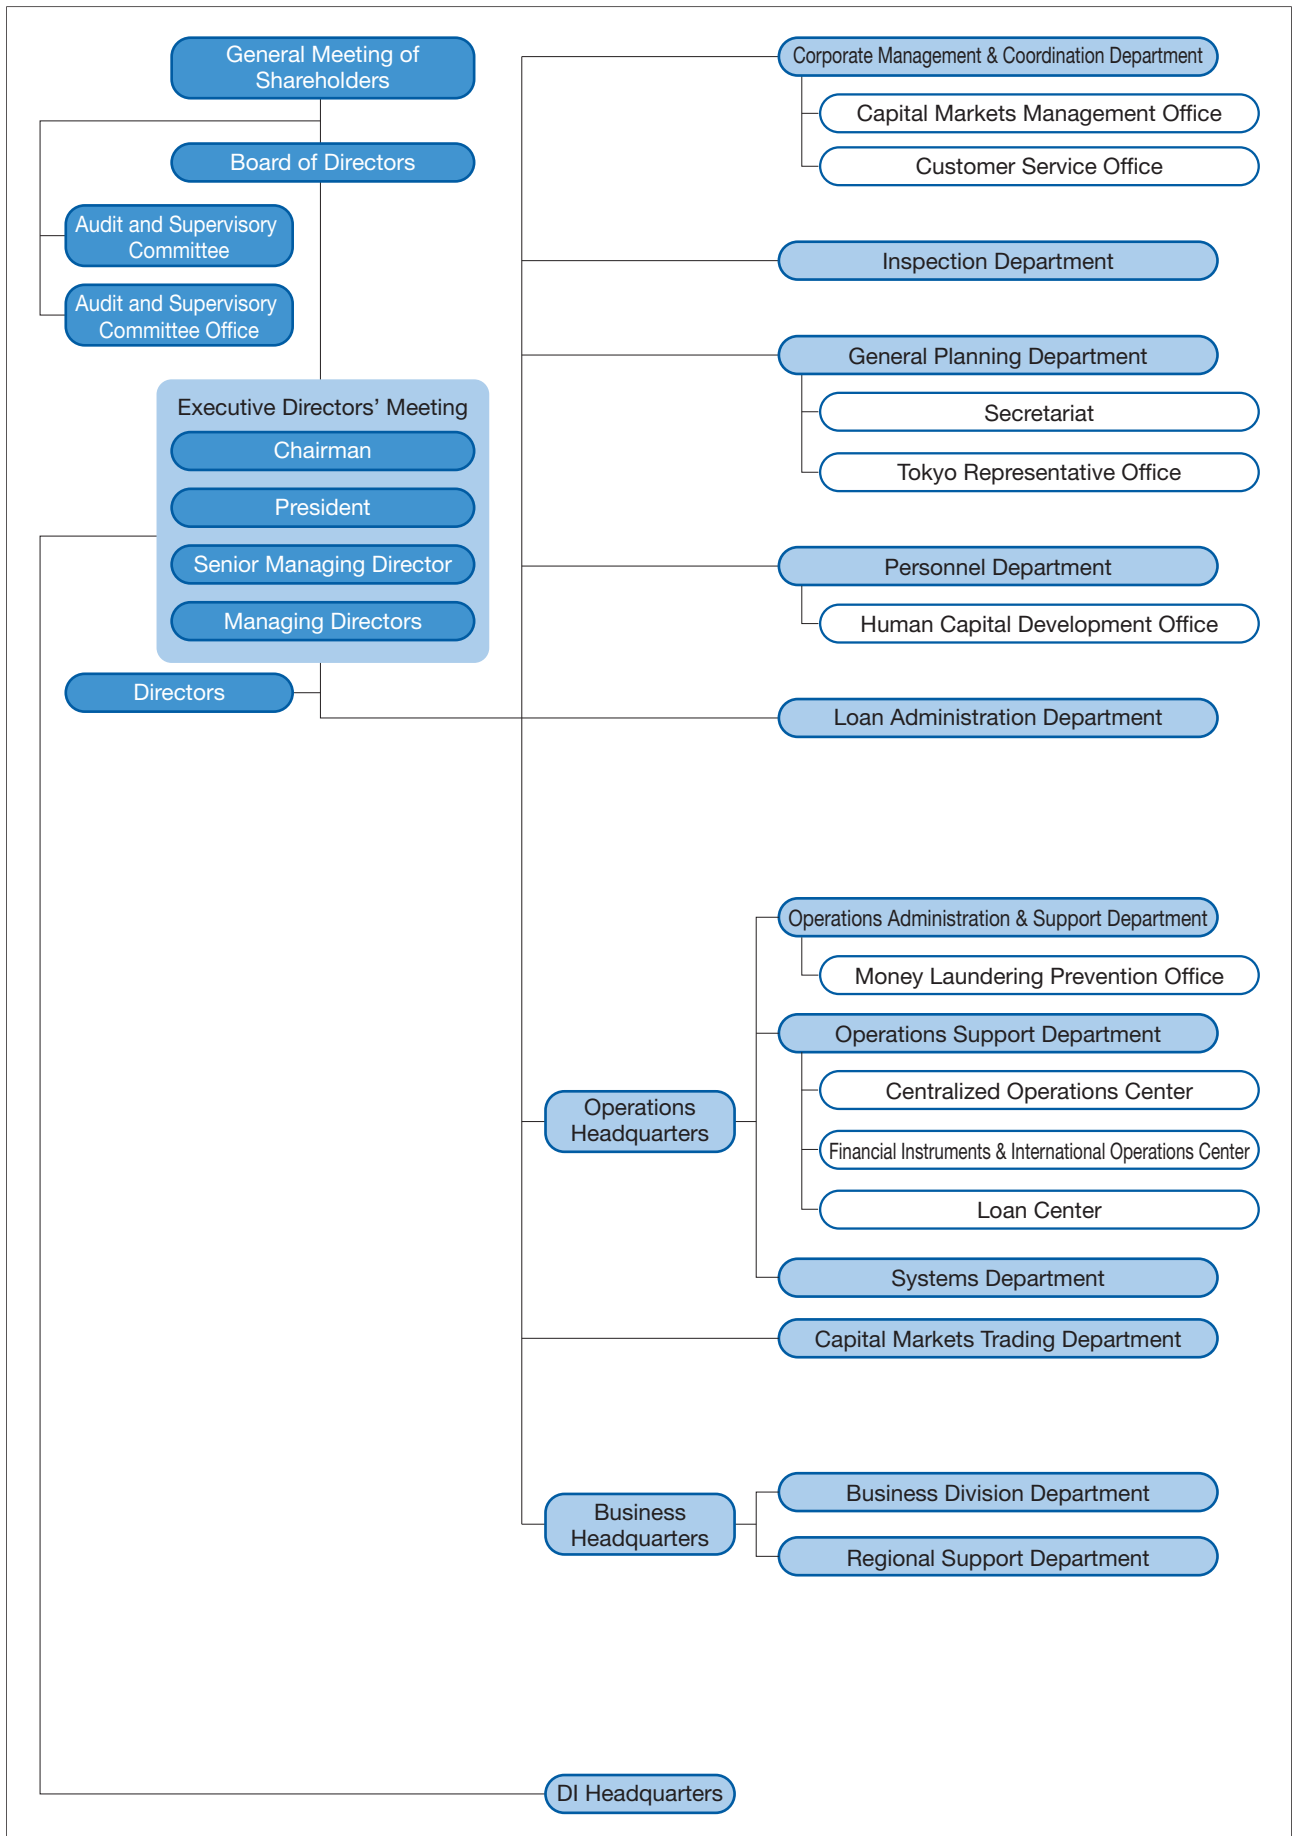 General Meeting of
Shareholders
Board of Directors
Audit and Supervisory
Committee
Audit and Supervisory
Committee Office
Executive Directors’ Meeting
Chairman
President
Senior Managing Director
Managing Directors
Directors
Corporate Management & Coordination Department
Capital Markets Management Office
Customer Service Office
Inspection Department
General Planning Department
Secretariat
Tokyo Representative Office
Personnel Department
Human Capital Development Office
Loan Administration Department
Operations
Headquarters
Operations Administration & Support Department
Money Laundering Prevention Office
Operations Support Department
Centralized Operations Center
Financial Instruments & International Operations Center
Loan Center
Systems Department
Capital Markets Trading Department
Business
Headquarters
Business Division Department
Regional Support Department
DI Headquarters